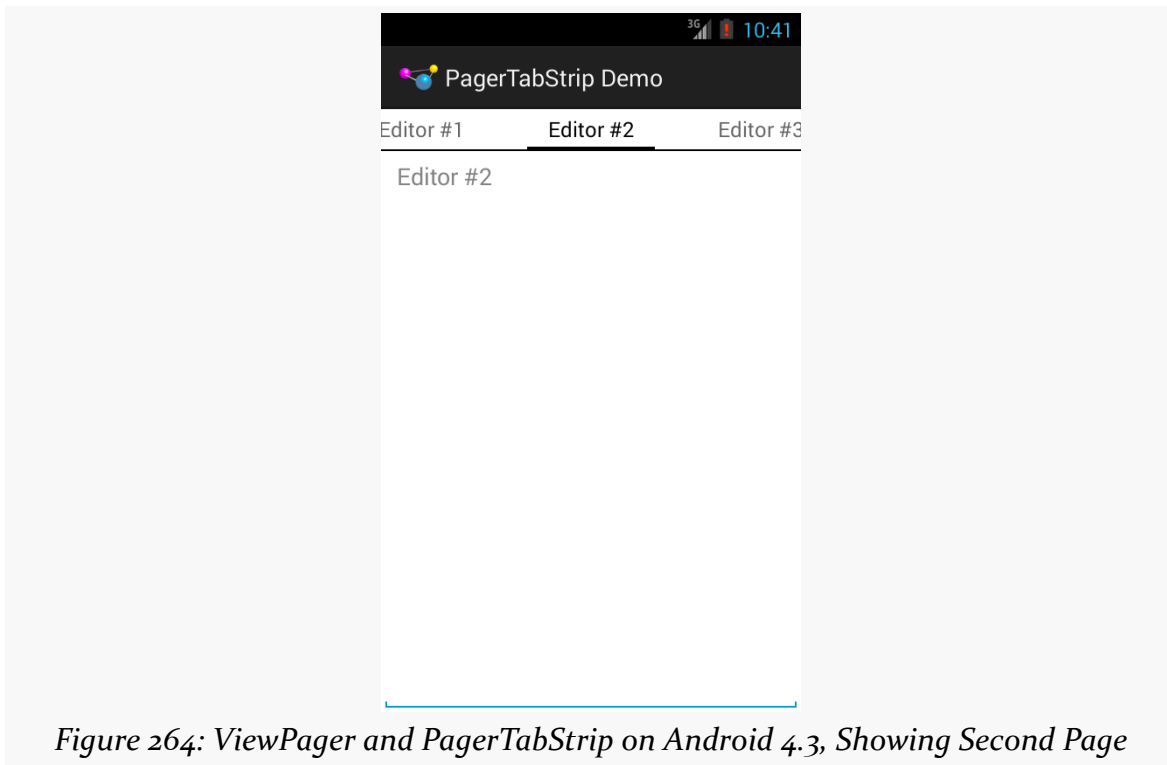 3G 10:41
PagerTabStrip Demo
Editor #1 Editor #2 Editor #3
Editor #2
Figure 264: ViewPager and PagerTabStrip on Android 4.3, Showing Second Page